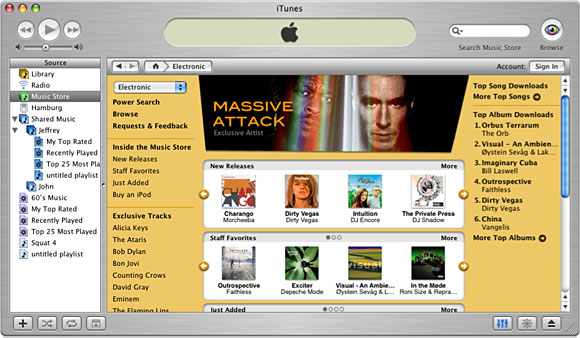 iTunes
Search Music Store
Browse
Source
Library
Radio
Music Store
Hamburg
Shared Music
Jeffrey
My Top Rated
Recently Played
Top 25 Most Pla
untitled playlist
John
60's Music
My Top Rated
Recently Played
Top 25 Most Played
Squat 4
untitled playlist
Electronic
Account:
Sign In
Electronic
Power Search
Browse
Requests & Feedback
Inside the Music Store
New Releases
Staff Favorites
Just Added
Buy an iPod
Exclusive Tracks
Alicia Keys
The Ataris
Bob Dylan
Bon Jovi
Counting Crows
David Gray
Eminem
The Flaming Lips
MASSIVE
ATTACK
Exclusive Artist
New Releases
More
Charango
Morcheeba
Dirty Vegas
Dirty Vegas
Intuition
DJ Encore
The Private Press
DJ Shadow
Staff Favorites
More
Outrospective
Faithless
Exciter
Depeche Mode
Visual - An Ambien...
Øystein Sevåg & Lak...
In the Møde
Roni Size & Repra...
Just Added
More
Top Song Downloads
More Top Songs
Top Album Downloads
1. Orbus Terrarum
The Orb
2. Visual - An Ambien...
Øystein Sevåg & Lak...
3. Imaginary Cuba
Bill Laswell
4. Outrospective
Faithless
5. Dirty Vegas
Dirty Vegas
6. China
Vangelis
More Top Albums